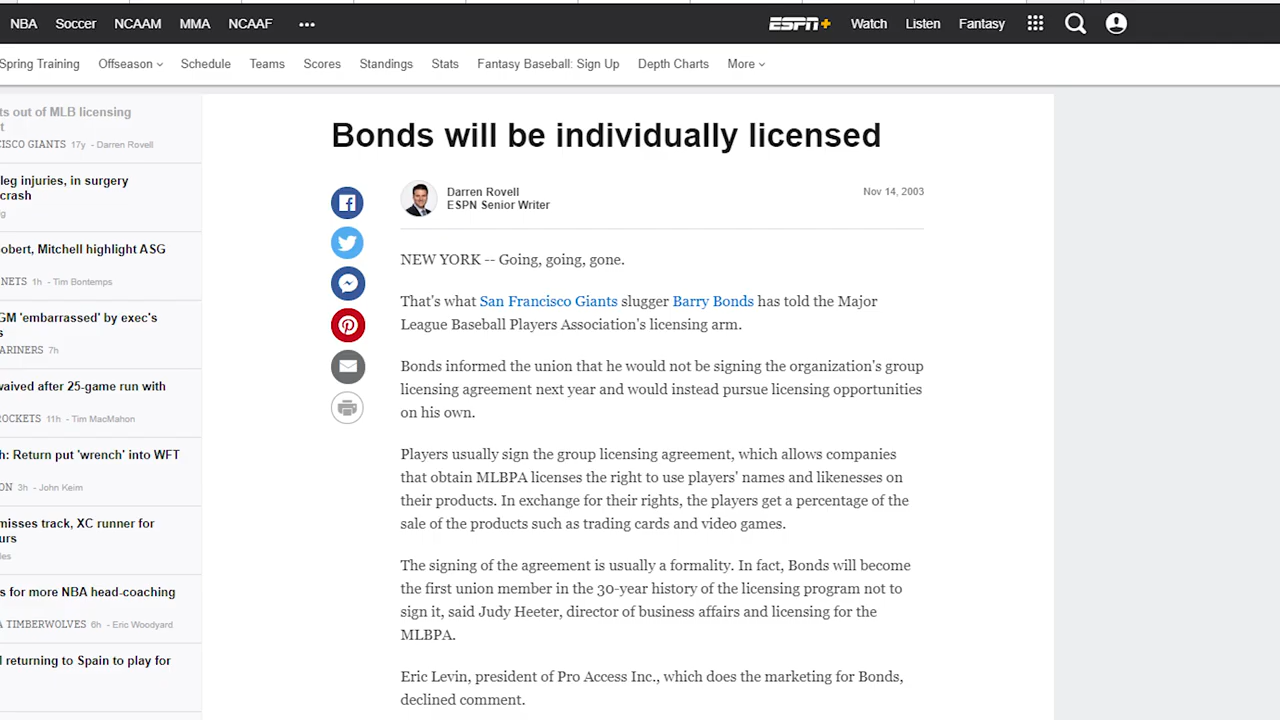 NBA Soccer NCAAM MMA NCAAF ••• ESPN+ Watch Listen Fantasy
Spring Training Offseason Schedule Teams Scores Standings Stats Fantasy Baseball: Sign Up Depth Charts More
ts out of MLB licensing
t
CISCO GIANTS 17y - Darren Rovell
leg injuries, in surgery
crash
g
obert, Mitchell highlight ASG
NETS 1h - Tim Bontemps
GM 'embarrassed' by exec's
s
ARINERS 7h
waived after 25-game run with
OCKETS 11h - Tim MacMahon
h: Return put 'wrench' into WFT
ON 3h - John Keim
misses track, XC runner for
urs
les
s for more NBA head-coaching
A TIMBERWOLVES 6h - Eric Woodyard
l returning to Spain to play for
Bonds will be individually licensed
Darren Rovell
ESPN Senior Writer
Nov 14, 2003
NEW YORK -- Going, going, gone.
That's what San Francisco Giants slugger Barry Bonds has told the Major
League Baseball Players Association's licensing arm.
Bonds informed the union that he would not be signing the organization's group
licensing agreement next year and would instead pursue licensing opportunities
on his own.
Players usually sign the group licensing agreement, which allows companies
that obtain MLBPA licenses the right to use players' names and likenesses on
their products. In exchange for their rights, the players get a percentage of the
sale of the products such as trading cards and video games.
The signing of the agreement is usually a formality. In fact, Bonds will become
the first union member in the 30-year history of the licensing program not to
sign it, said Judy Heeter, director of business affairs and licensing for the
MLBPA.
Eric Levin, president of Pro Access Inc., which does the marketing for Bonds,
declined comment.